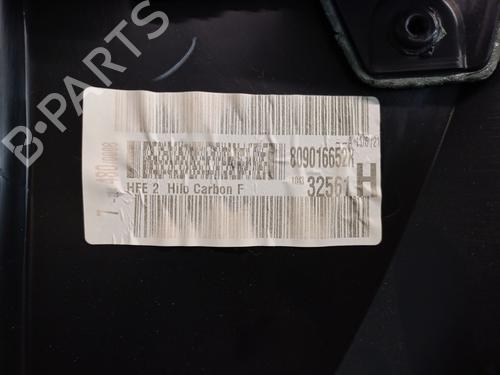 B-PARTS
809016652R
HFE 2 Hilo Carbon F
32561
H